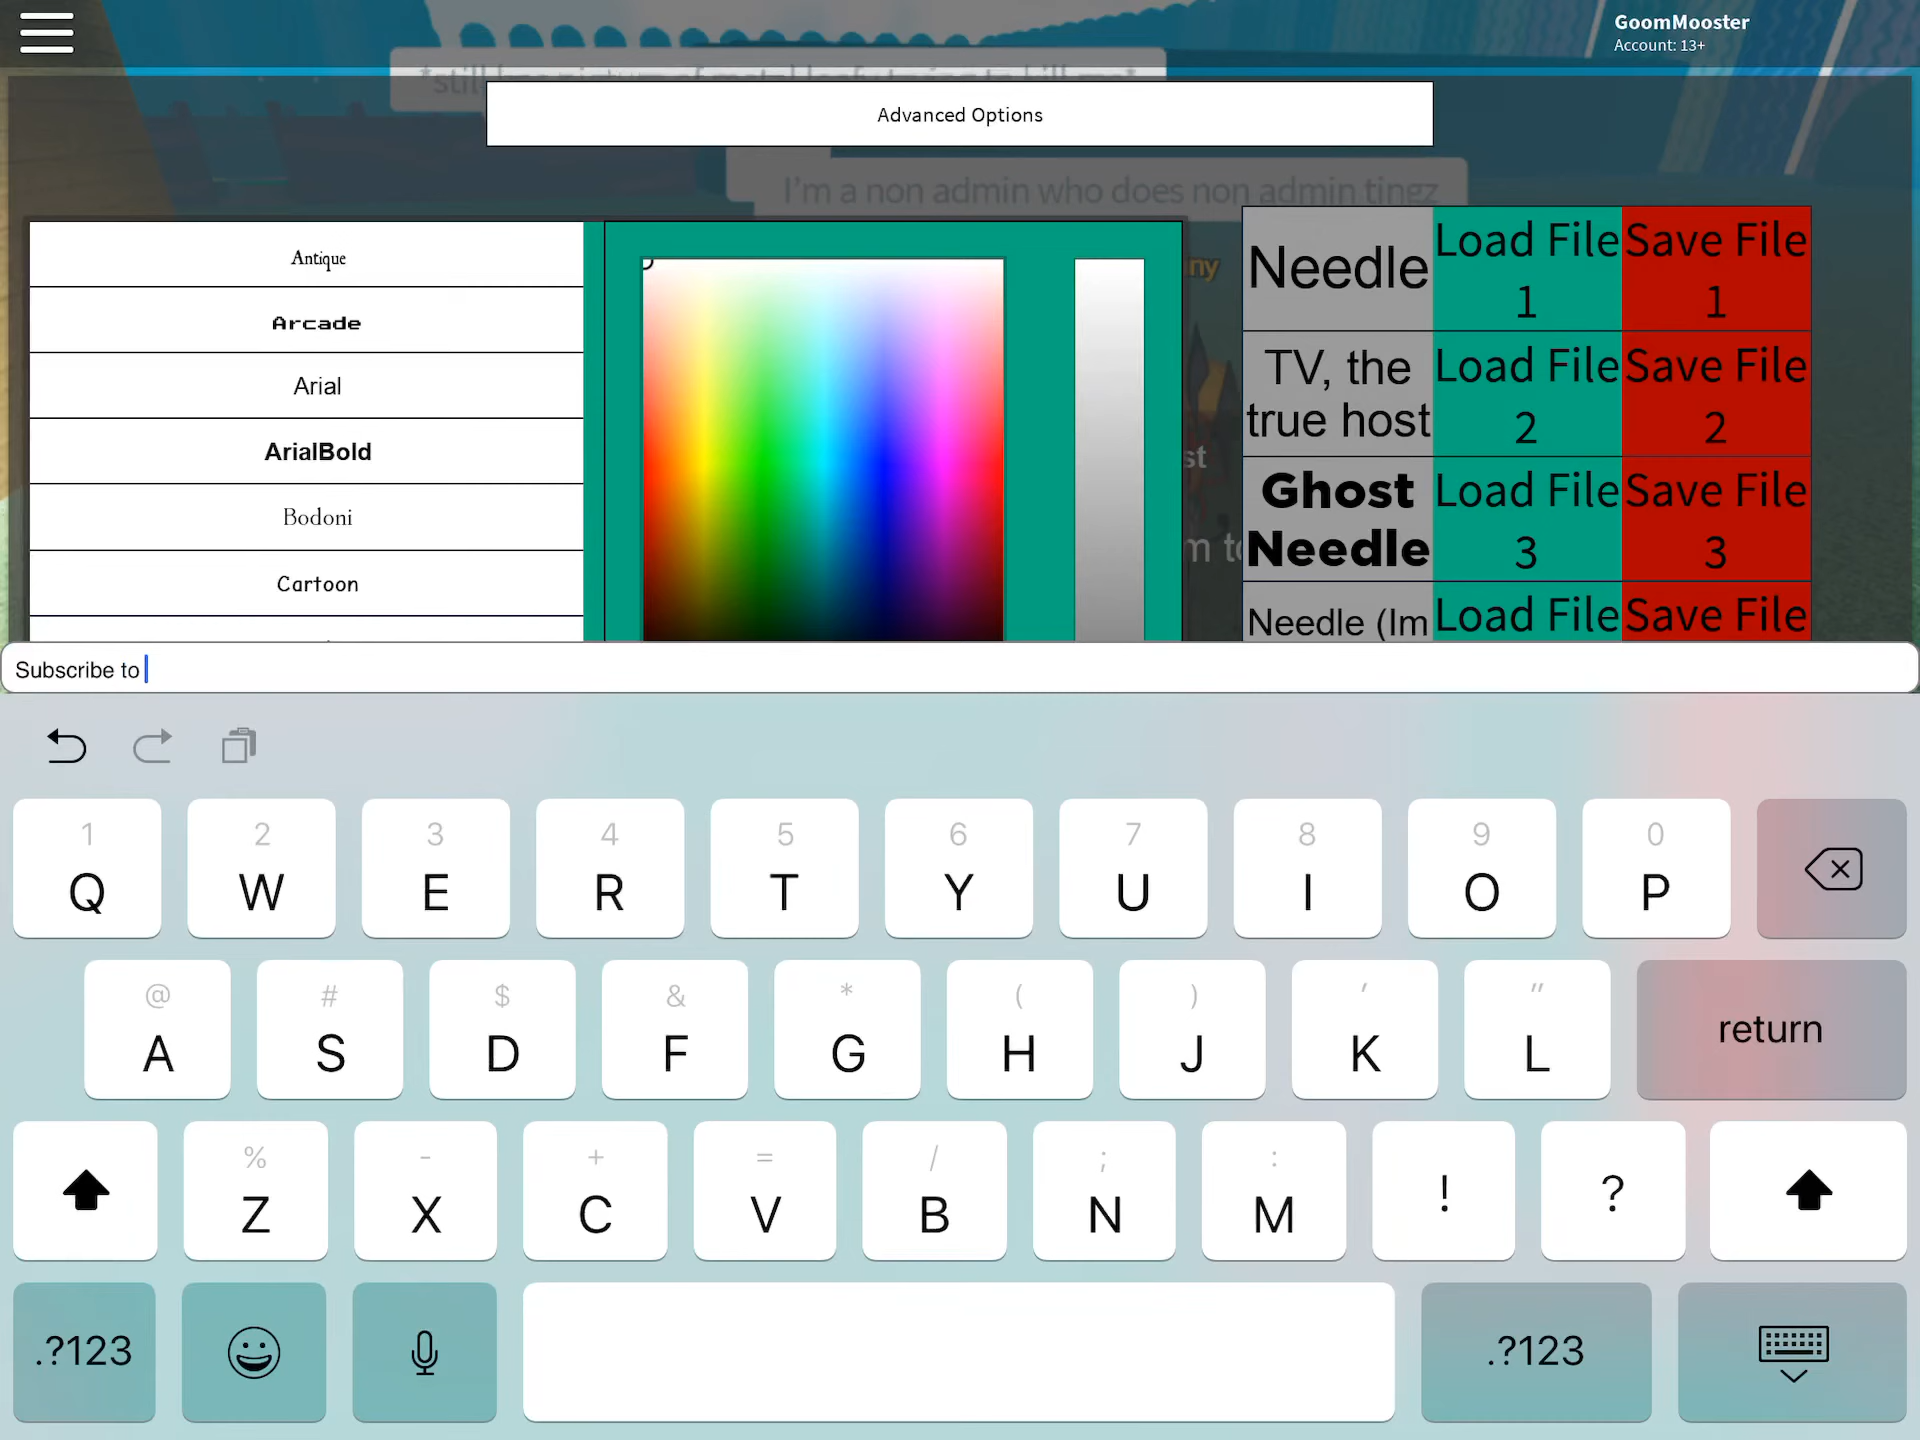 GoomMooster
Account: 13+
Advanced Options
I'm a non admin who does non admin tingz
Antique
Arcade
Arial
ArialBold
Bodoni
Cartoon
ny
st
m to
Needle
Load File
1
Save File
1
TV, the
true host
Load File
2
Save File
2
Ghost
Needle
Load File
3
Save File
3
Needle (Im
Load File
Save File
Subscribe to
1 2 3 4 5 6 7 8 9 0
Q W E R T Y U I O P
@ # $ & * ( ) ' "
A S D F G H J K L return
% - + = / ; :
Z X C V B N M ! ?
.?123 .?123